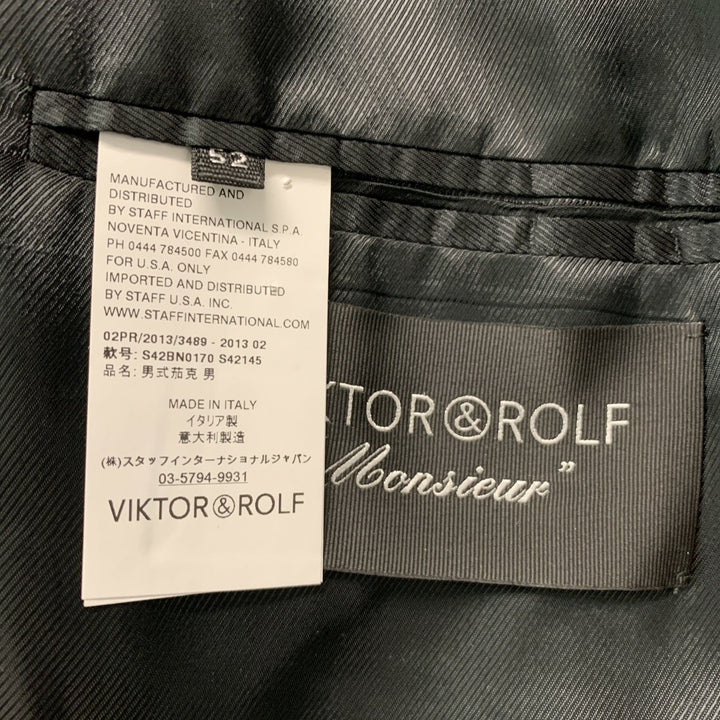 52
MANUFACTURED AND
DISTRIBUTED
BY STAFF INTERNATIONAL S.P.A.
NOVENTA VICENTINA - ITALY
PH 0444 784500 FAX 0444 784580
FOR U.S.A. ONLY
IMPORTED AND DISTRIBUTED
BY STAFF U.S.A. INC.
WWW.STAFFINTERNATIONAL.COM
02PR/2013/3489 - 2013 02
款号: S42BN0170 S42145
品名: 男式茄克 男
MADE IN ITALY
イタリア製
意大利製造
(株)スタッフインターナショナルジャパン
03-5794-9931
VIKTOR&ROLF
KTOR&ROLF
Monsieur"